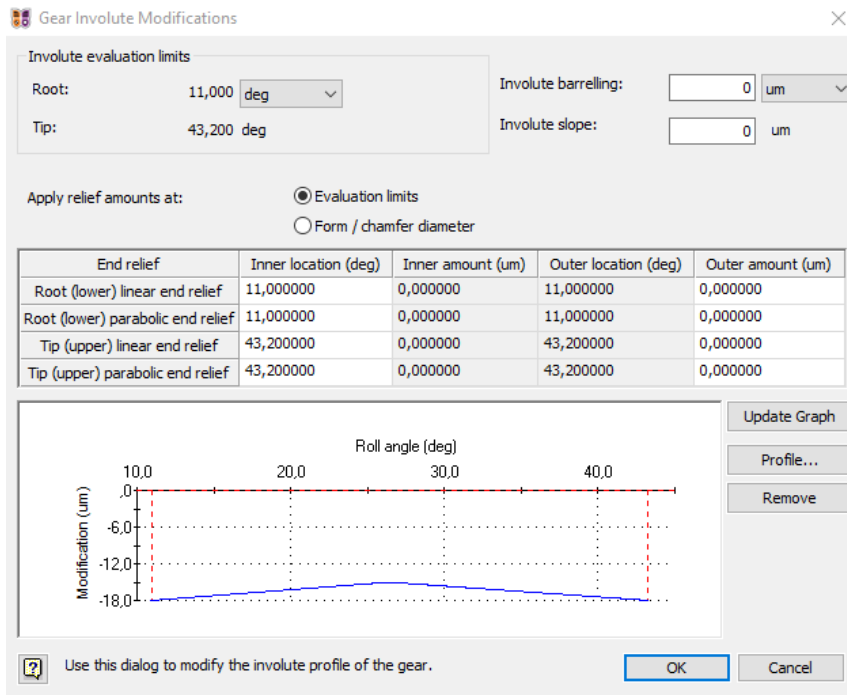 Gear Involute Modifications
Involute evaluation limits
Root: 11,000 deg
Tip: 43,200 deg
Involute barrelling: 0 um
Involute slope: 0 um
Apply relief amounts at: Evaluation limits
Form / chamfer diameter
End relief Inner location (deg) Inner amount (um) Outer location (deg) Outer amount (um)
Root (lower) linear end relief 11,000000 0,000000 11,000000 0,000000
Root (lower) parabolic end relief 11,000000 0,000000 11,000000 0,000000
Tip (upper) linear end relief 43,200000 0,000000 43,200000 0,000000
Tip (upper) parabolic end relief 43,200000 0,000000 43,200000 0,000000
Update Graph
Profile...
Remove
Roll angle (deg)
10,0 20,0 30,0 40,0
Modification (um)
,0
-6,0
-12,0
-18,0
? Use this dialog to modify the involute profile of the gear.
OK Cancel